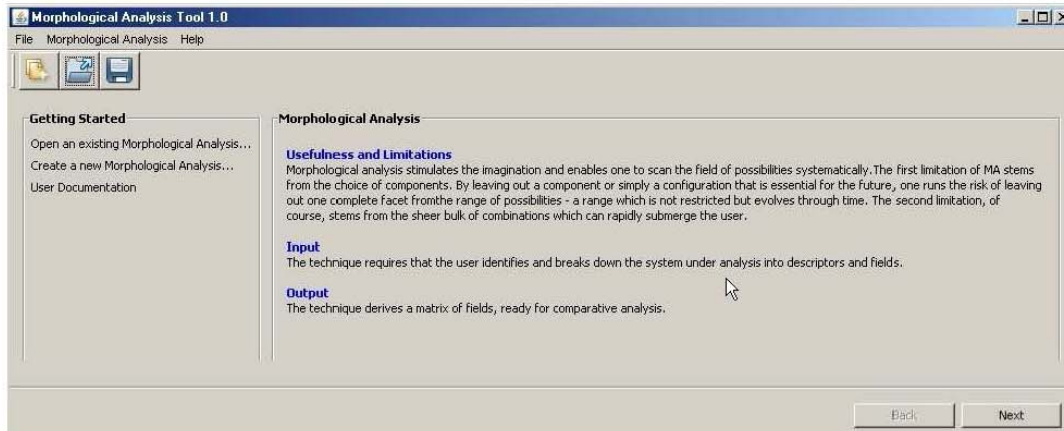 Morphological Analysis Tool 1.0
File Morphological Analysis Help
Getting Started
Open an existing Morphological Analysis...
Create a new Morphological Analysis...
User Documentation
Morphological Analysis
Usefulness and Limitations
Morphological analysis stimulates the imagination and enables one to scan the field of possibilities systematically.The first limitation of MA stems
from the choice of components. By leaving out a component or simply a configuration that is essential for the future, one runs the risk of leaving
out one complete facet fromthe range of possibilities - a range which is not restricted but evolves through time. The second limitation, of
course, stems from the sheer bulk of combinations which can rapidly submerge the user.
Input
The technique requires that the user identifies and breaks down the system under analysis into descriptors and fields.
Output
The technique derives a matrix of fields, ready for comparative analysis.
Back Next